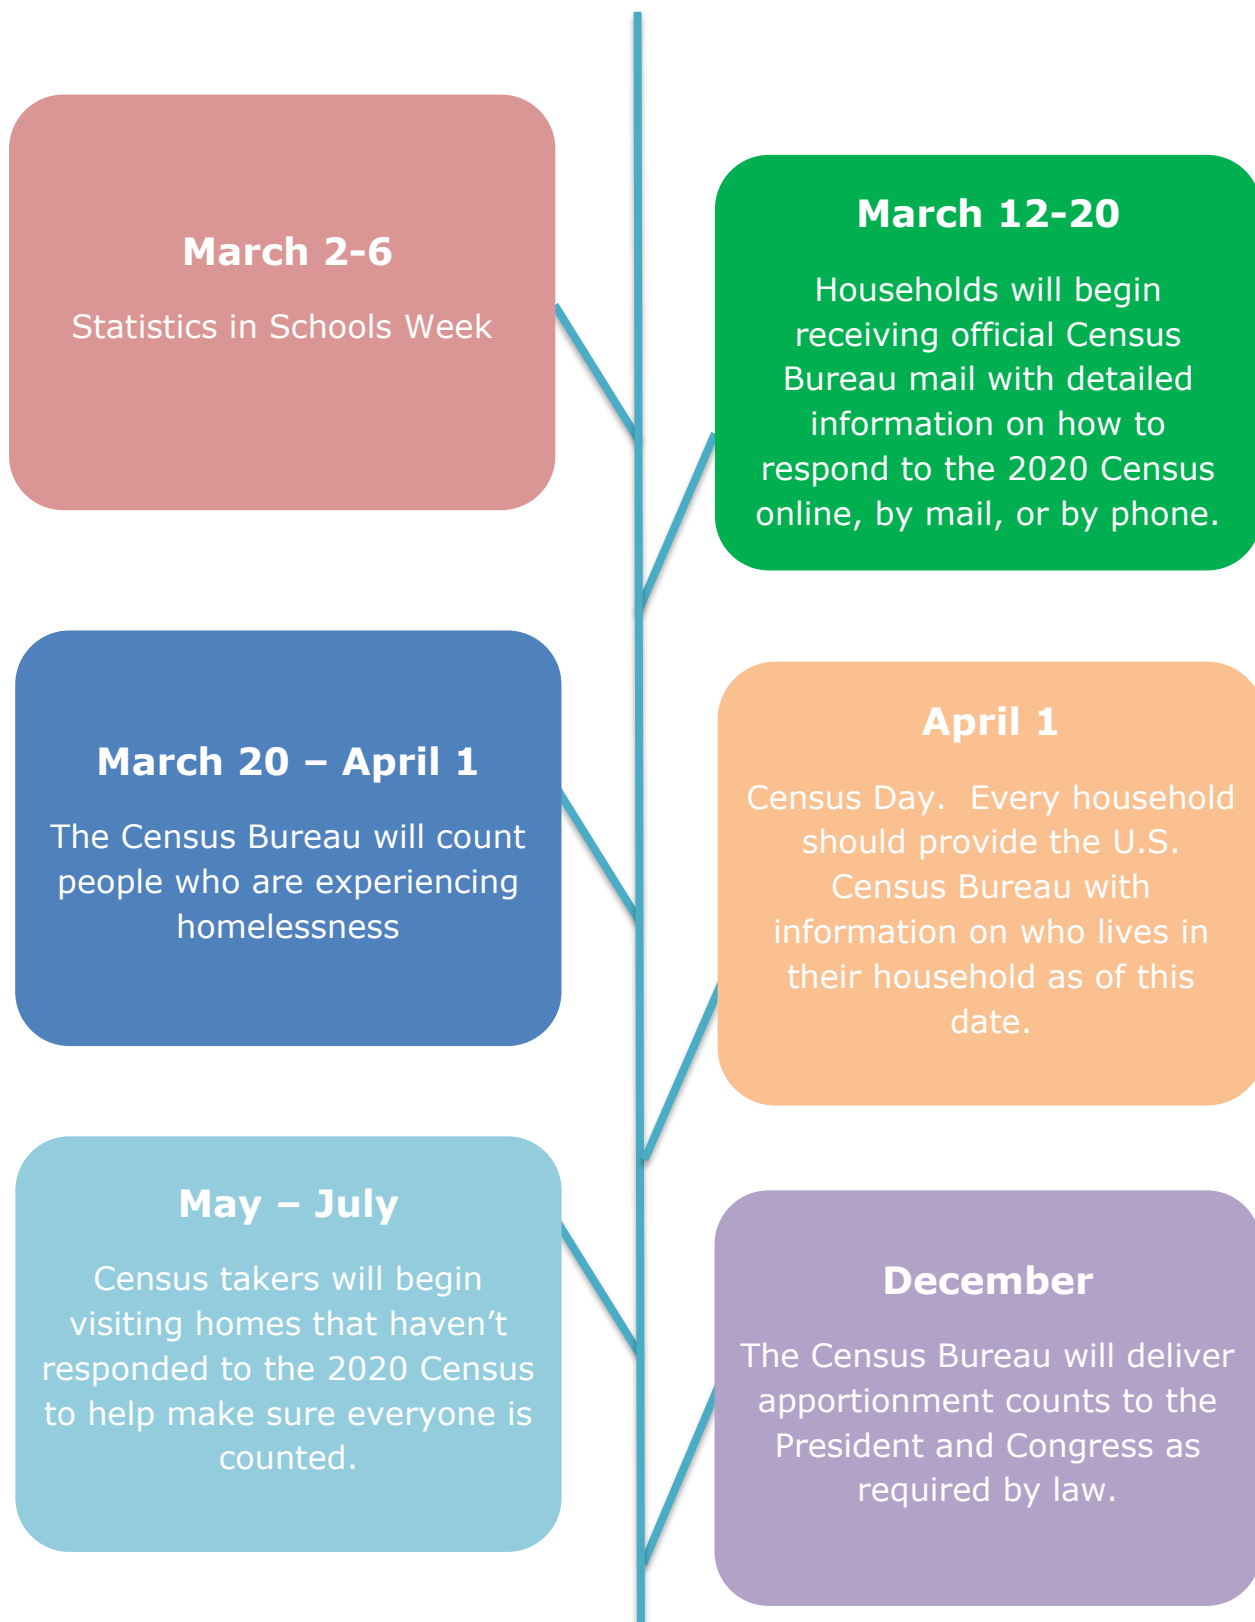 March 2-6
Statistics in Schools Week
March 12-20
Households will begin
receiving official Census
Bureau mail with detailed
information on how to
respond to the 2020 Census
online, by mail, or by phone.
March 20 – April 1
The Census Bureau will count
people who are experiencing
homelessness
April 1
Census Day.  Every household
should provide the U.S.
Census Bureau with
information on who lives in
their household as of this
date.
May – July
Census takers will begin
visiting homes that haven’t
responded to the 2020 Census
to help make sure everyone is
counted.
December
The Census Bureau will deliver
apportionment counts to the
President and Congress as
required by law.